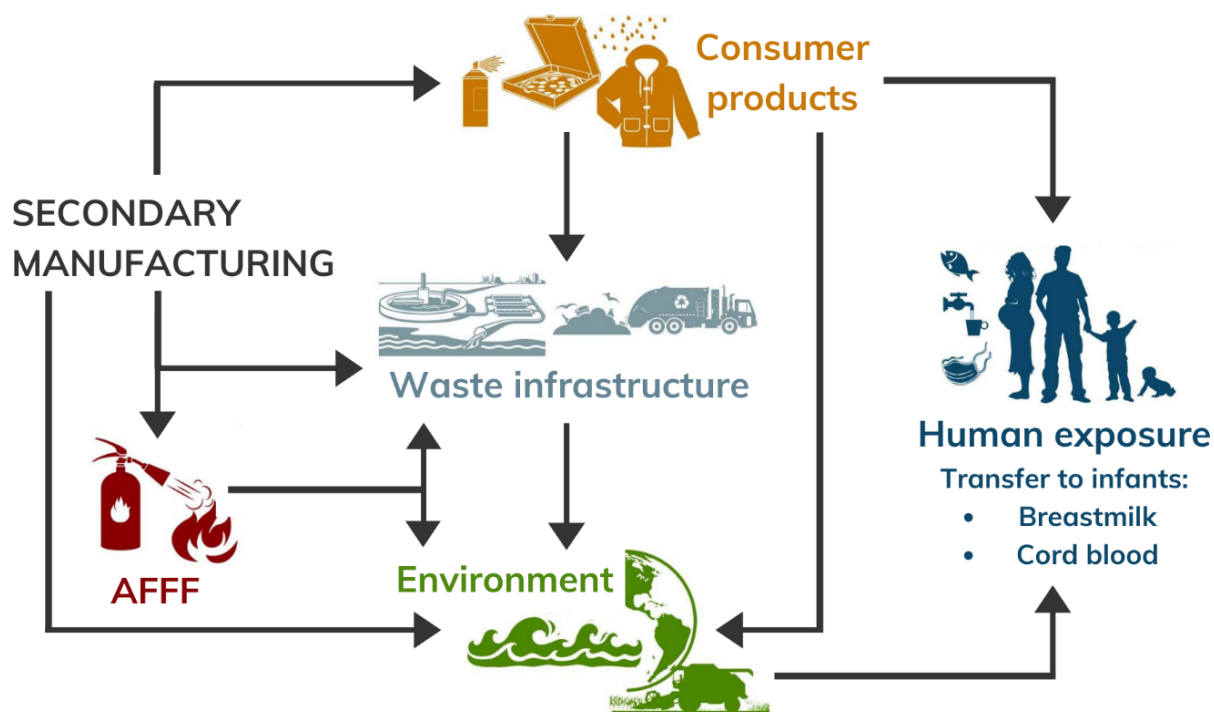 Consumer
products
SECONDARY
MANUFACTURING
Waste infrastructure
Human exposure
Transfer to infants:
• Breastmilk
• Cord blood
AFFF
Environment